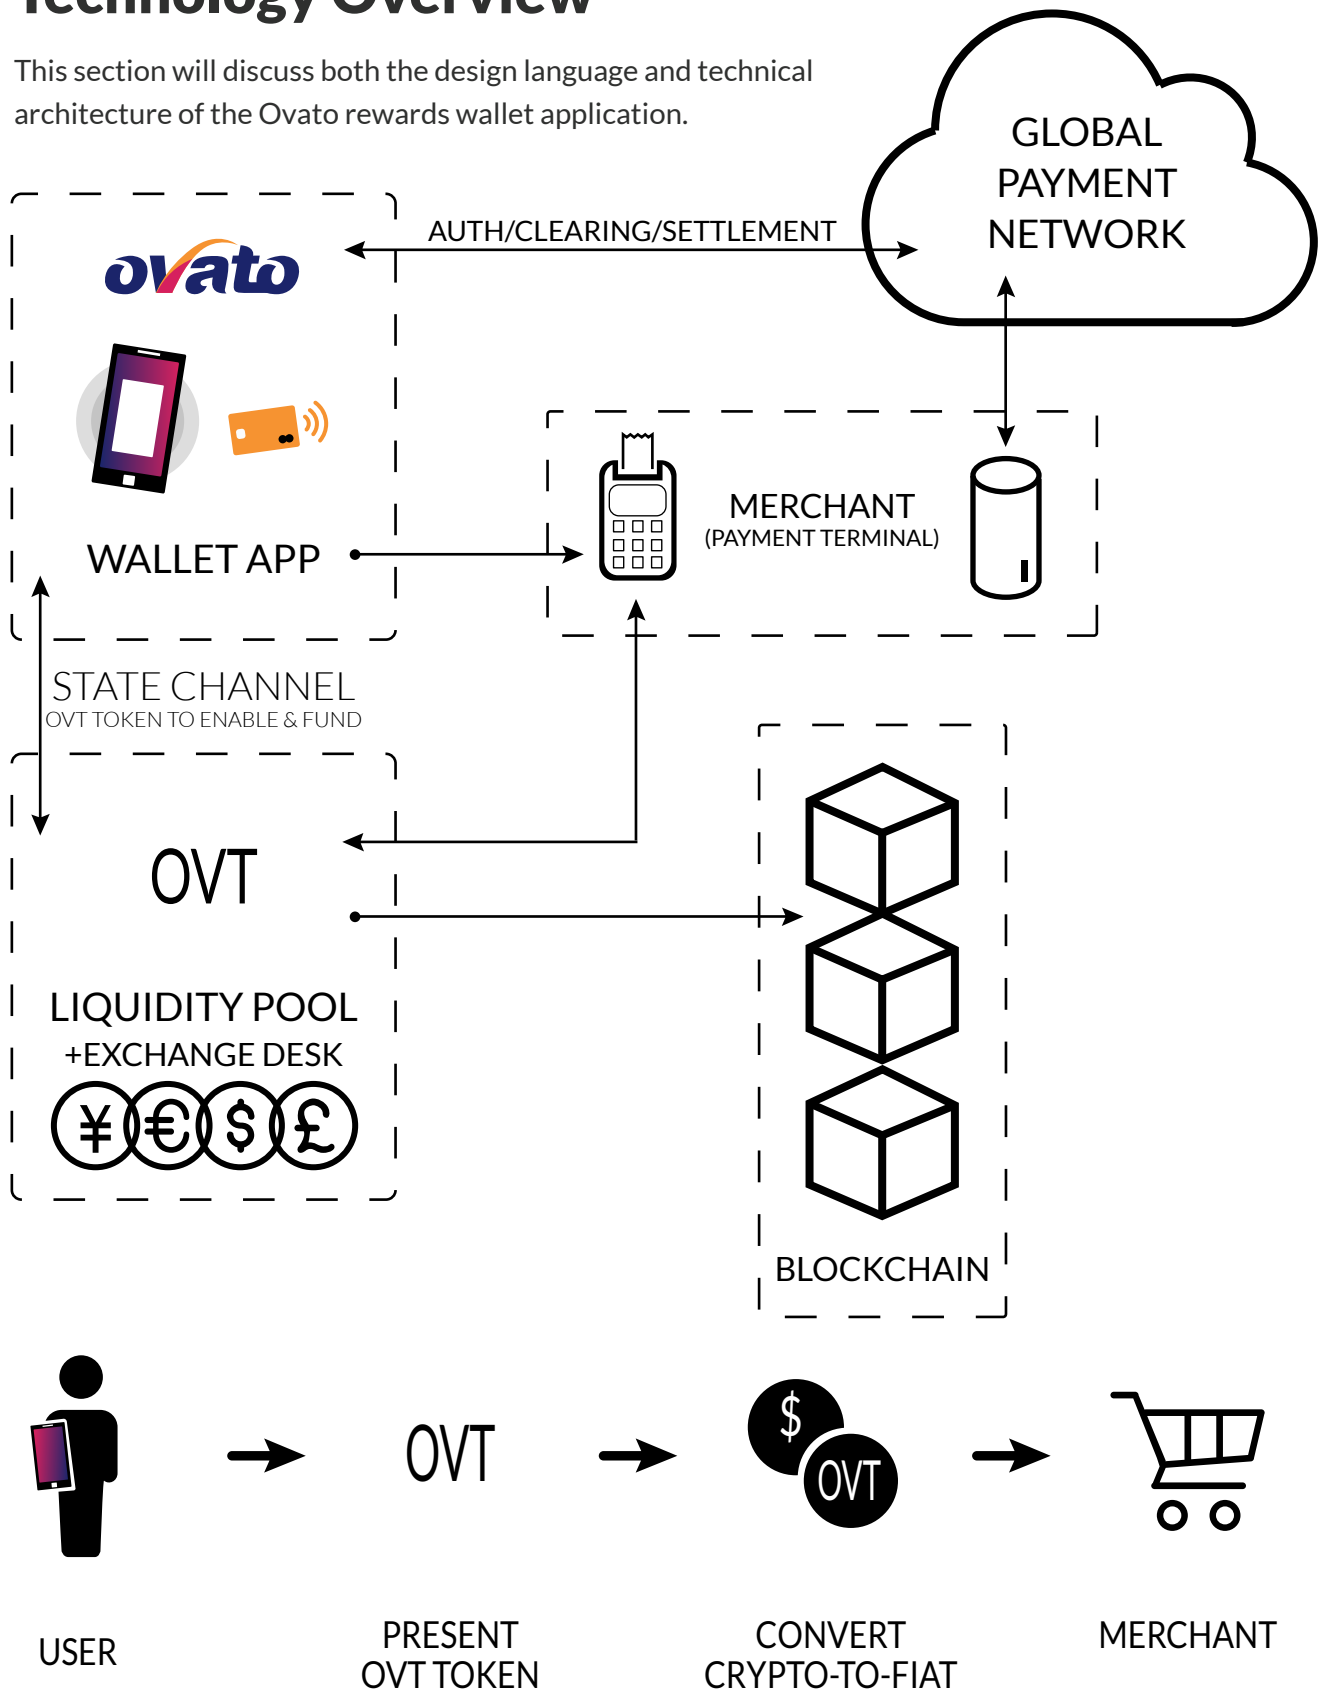 Technology Overview
This section will discuss both the design language and technical
architecture of the Ovato rewards wallet application.
GLOBAL
PAYMENT
NETWORK
AUTH/CLEARING/SETTLEMENT
ovato
WALLET APP
MERCHANT
(PAYMENT TERMINAL)
STATE CHANNEL
OVT TOKEN TO ENABLE & FUND
OVT
LIQUIDITY POOL
+EXCHANGE DESK
¥ € $ £
BLOCKCHAIN
OVT
$
OVT
USER
PRESENT
OVT TOKEN
CONVERT
CRYPTO-TO-FIAT
MERCHANT